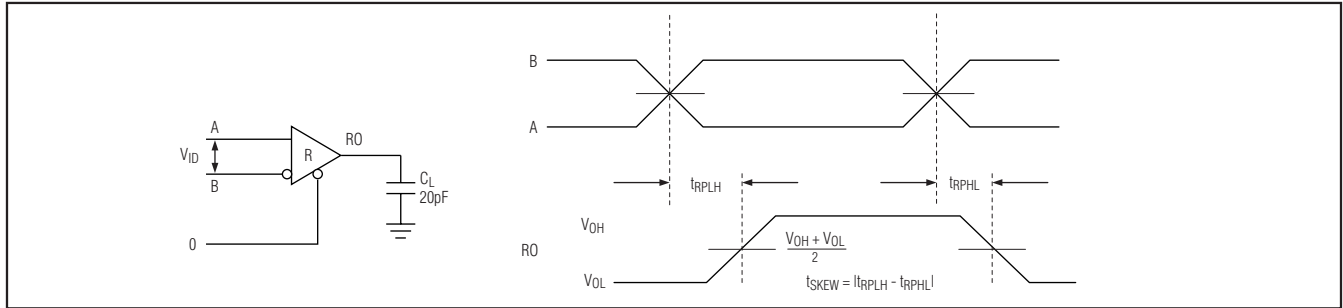 A
V_ID
B
R
RO
C_L
20pF
0
B
A
t_RPLH
t_RPHL
V_OH
RO
V_OL
V_OH + V_OL
2
t_SKEW = |t_RPLH - t_RPHL|